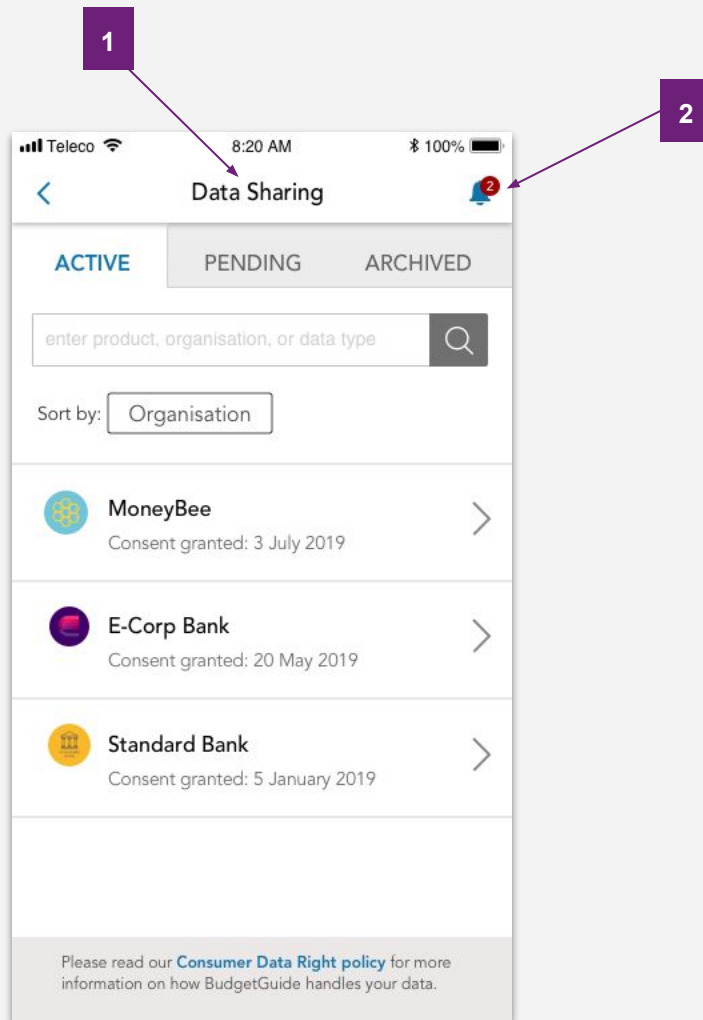 1
2
Teleco 8:20 AM 100%
Data Sharing 2
ACTIVE PENDING ARCHIVED
enter product, organisation, or data type
Sort by: Organisation
MoneyBee
Consent granted: 3 July 2019
E-Corp Bank
Consent granted: 20 May 2019
Standard Bank
Consent granted: 5 January 2019
Please read our Consumer Data Right policy for more
information on how BudgetGuide handles your data.